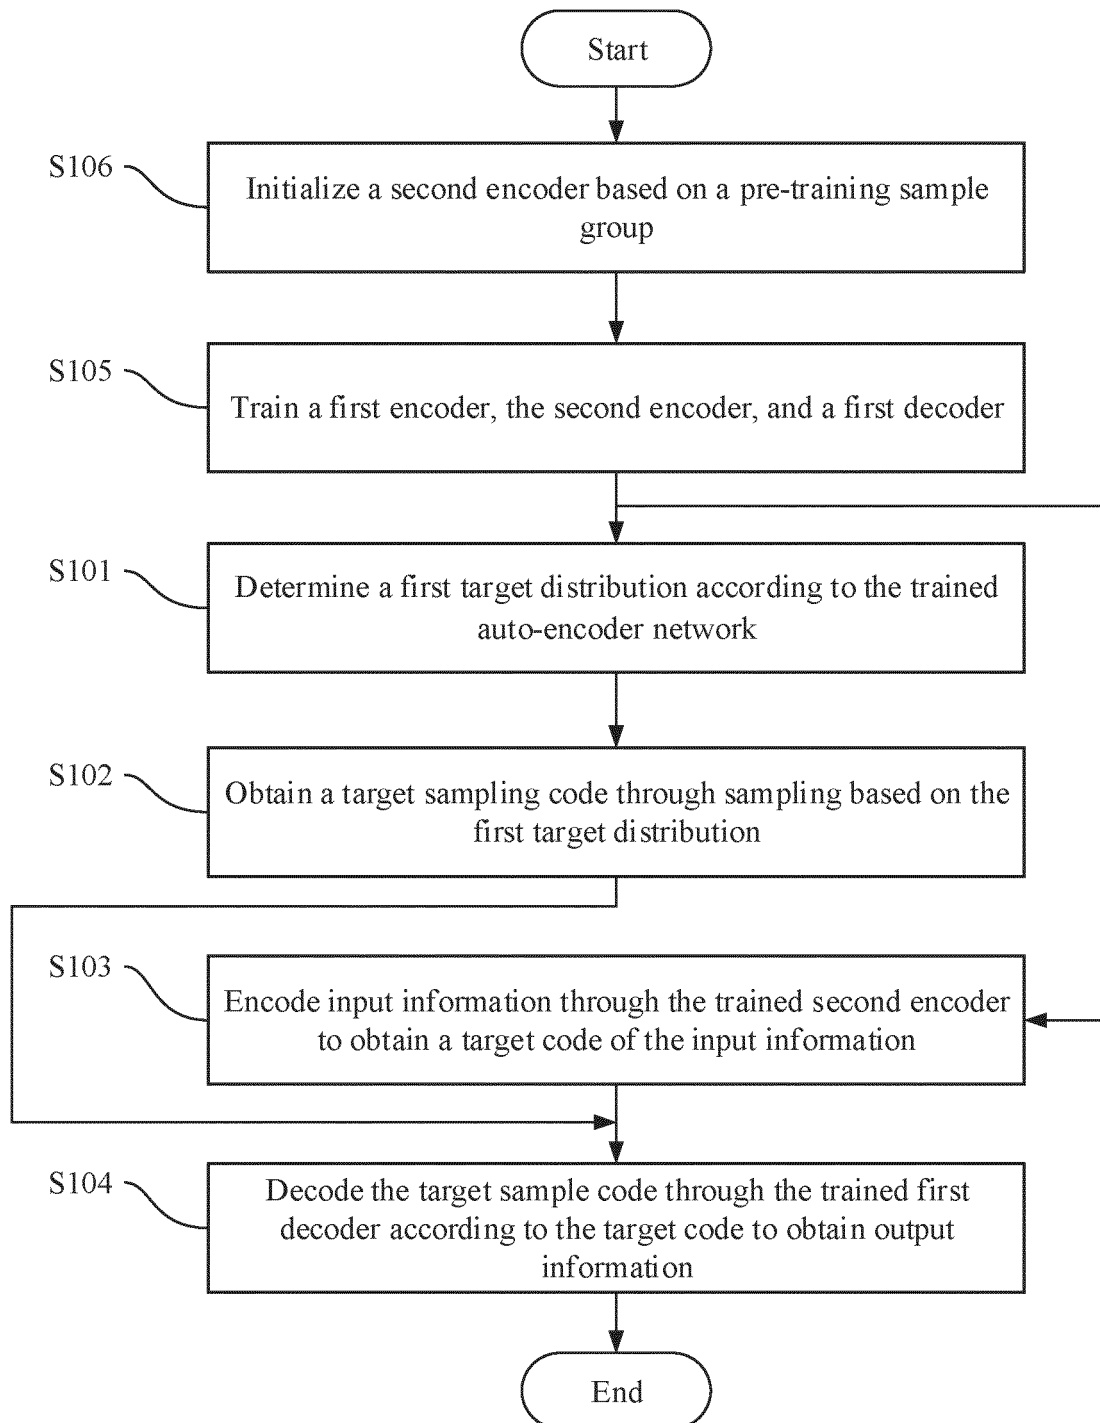 Start
S106
Initialize a second encoder based on a pre-training sample
group
S105
Train a first encoder, the second encoder, and a first decoder
S101
Determine a first target distribution according to the trained
auto-encoder network
S102
Obtain a target sampling code through sampling based on the
first target distribution
S103
Encode input information through the trained second encoder
to obtain a target code of the input information
S104
Decode the target sample code through the trained first
decoder according to the target code to obtain output
information
End